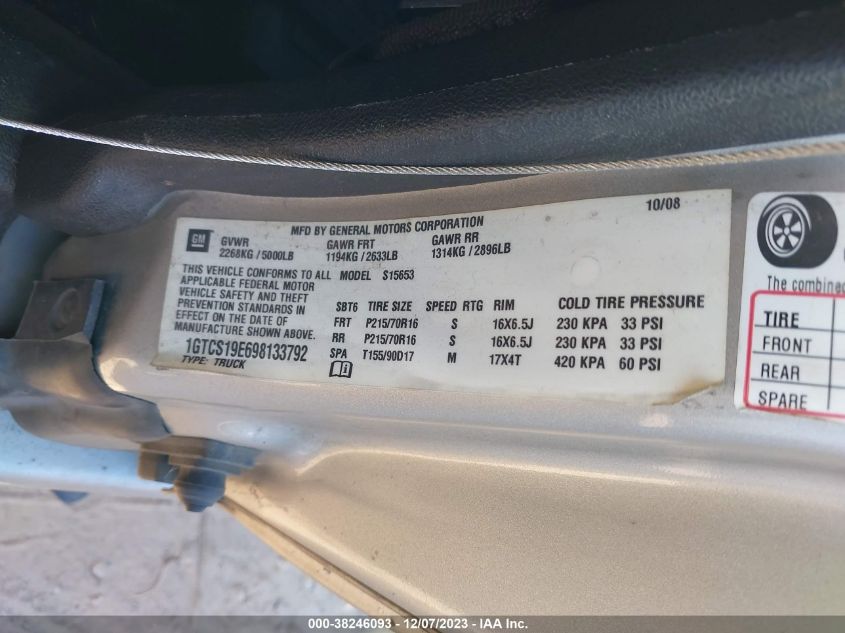 MFD BY GENERAL MOTORS CORPORATION 10/08
GM GVWR GAWR FRT GAWR RR
2268KG / 5000LB 1194KG / 2633LB 1314KG / 2896LB
THIS VEHICLE CONFORMS TO ALL MODEL S15653
APPLICABLE FEDERAL MOTOR
VEHICLE SAFETY AND THEFT
PREVENTION STANDARDS IN
EFFECT ON THE DATE OF
MANUFACTURE SHOWN ABOVE.
1GTCS19E698133792
TYPE: TRUCK
SBT6 TIRE SIZE SPEED RTG RIM COLD TIRE PRESSURE
FRT P215/70R16 S 16X6.5J 230 KPA 33 PSI
RR P215/70R16 S 16X6.5J 230 KPA 33 PSI
SPA T155/90D17 M 17X4T 420 KPA 60 PSI
The combined
TIRE
FRONT
REAR
SPARE
000-38246093 - 12/07/2023 - IAA Inc.